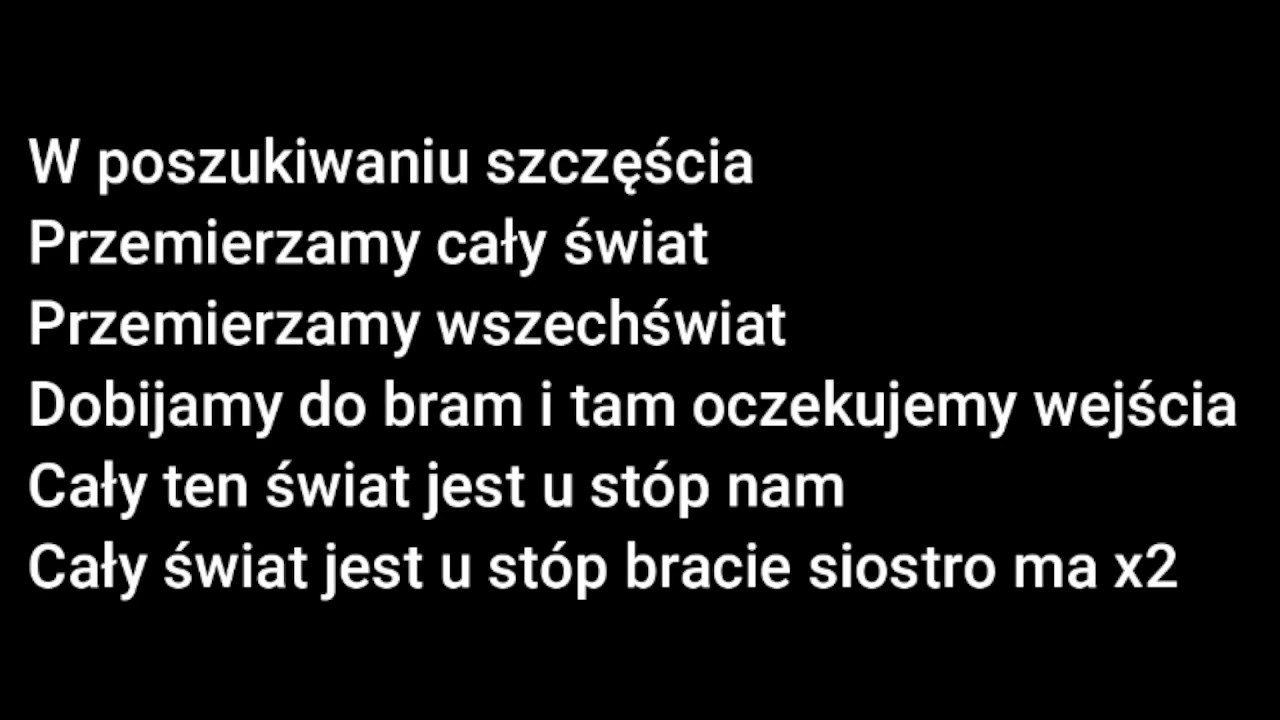 W poszukiwaniu szczęścia
Przemierzamy cały świat
Przemierzamy wszechświat
Dobijamy do bram i tam oczekujemy wejścia
Cały ten świat jest u stóp nam
Cały świat jest u stóp bracie siostro ma x2